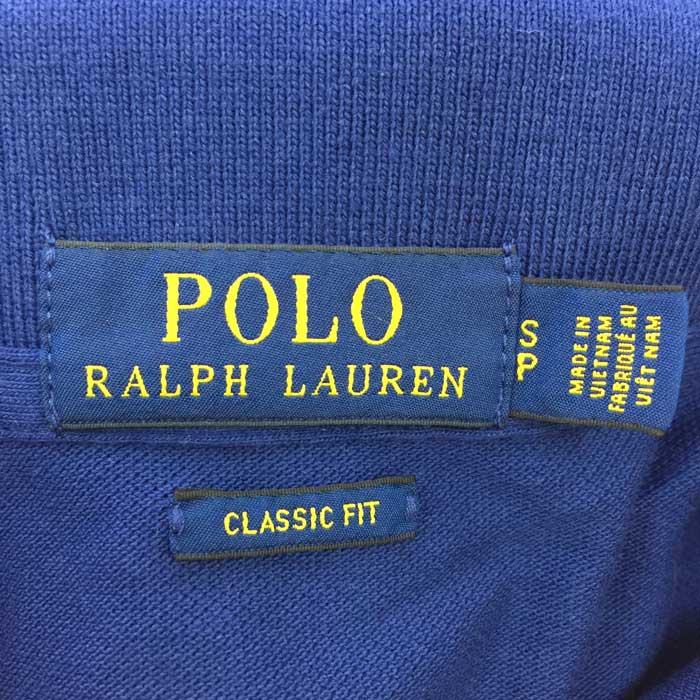 POLO
RALPH LAUREN
S
P
MADE IN
VIETNAM
FABRIQUÉ AU
VIÊT NAM
CLASSIC FIT